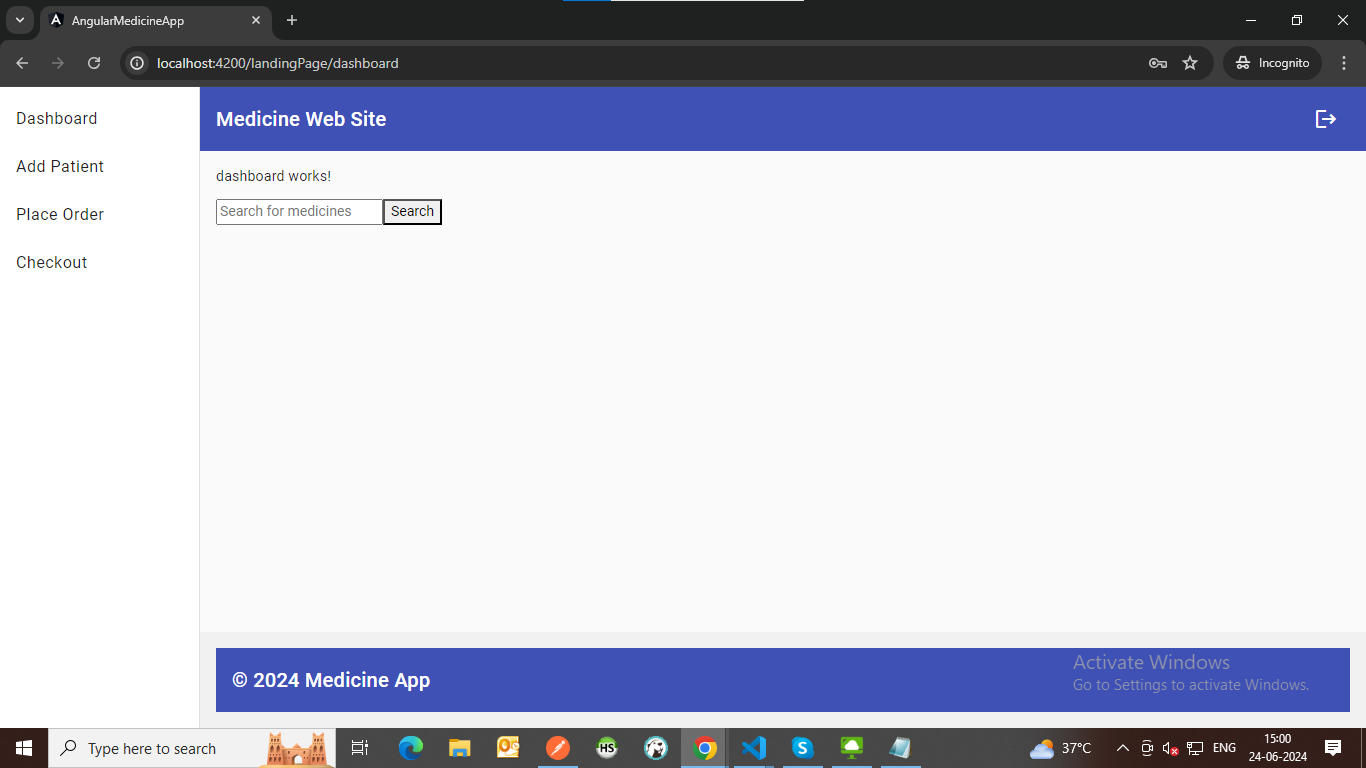 AngularMedicineApp
localhost:4200/landingPage/dashboard
Incognito
Dashboard
Add Patient
Place Order
Checkout
Medicine Web Site
dashboard works!
Search for medicines
Search
© 2024 Medicine App
Activate Windows
Go to Settings to activate Windows.
Type here to search
HS
37°C
ENG
15:00
24-06-2024